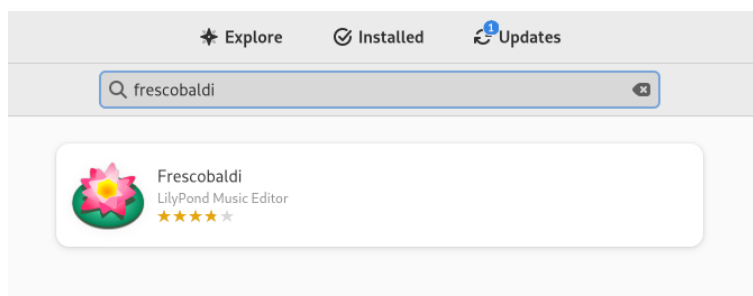 Explore Installed 1 Updates
frescobaldi
Frescobaldi
LilyPond Music Editor